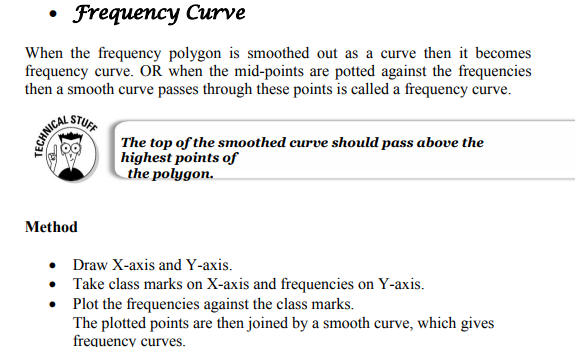 • Frequency Curve
When the frequency polygon is smoothed out as a curve then it becomes
frequency curve. OR when the mid-points are potted against the frequencies
then a smooth curve passes through these points is called a frequency curve.
TECHNICAL STUFF
The top of the smoothed curve should pass above the
highest points of
the polygon.
Method
• Draw X-axis and Y-axis.
• Take class marks on X-axis and frequencies on Y-axis.
• Plot the frequencies against the class marks.
The plotted points are then joined by a smooth curve, which gives
frequency curves.